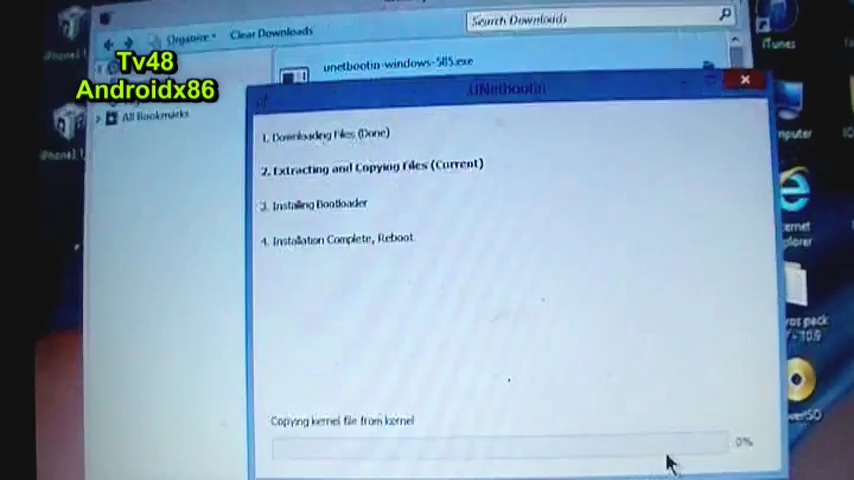 Search Downloads
Organize
Clear Downloads
iTunes
Tv48
Androidx86
unetbootin-windows-585.exe
UNetbootin
All Bookmarks
1. Downloading Files (Done)
2. Extracting and Copying Files (Current)
3. Installing Bootloader
4. Installation Complete, Reboot
Copying kernel file from kernel
0%